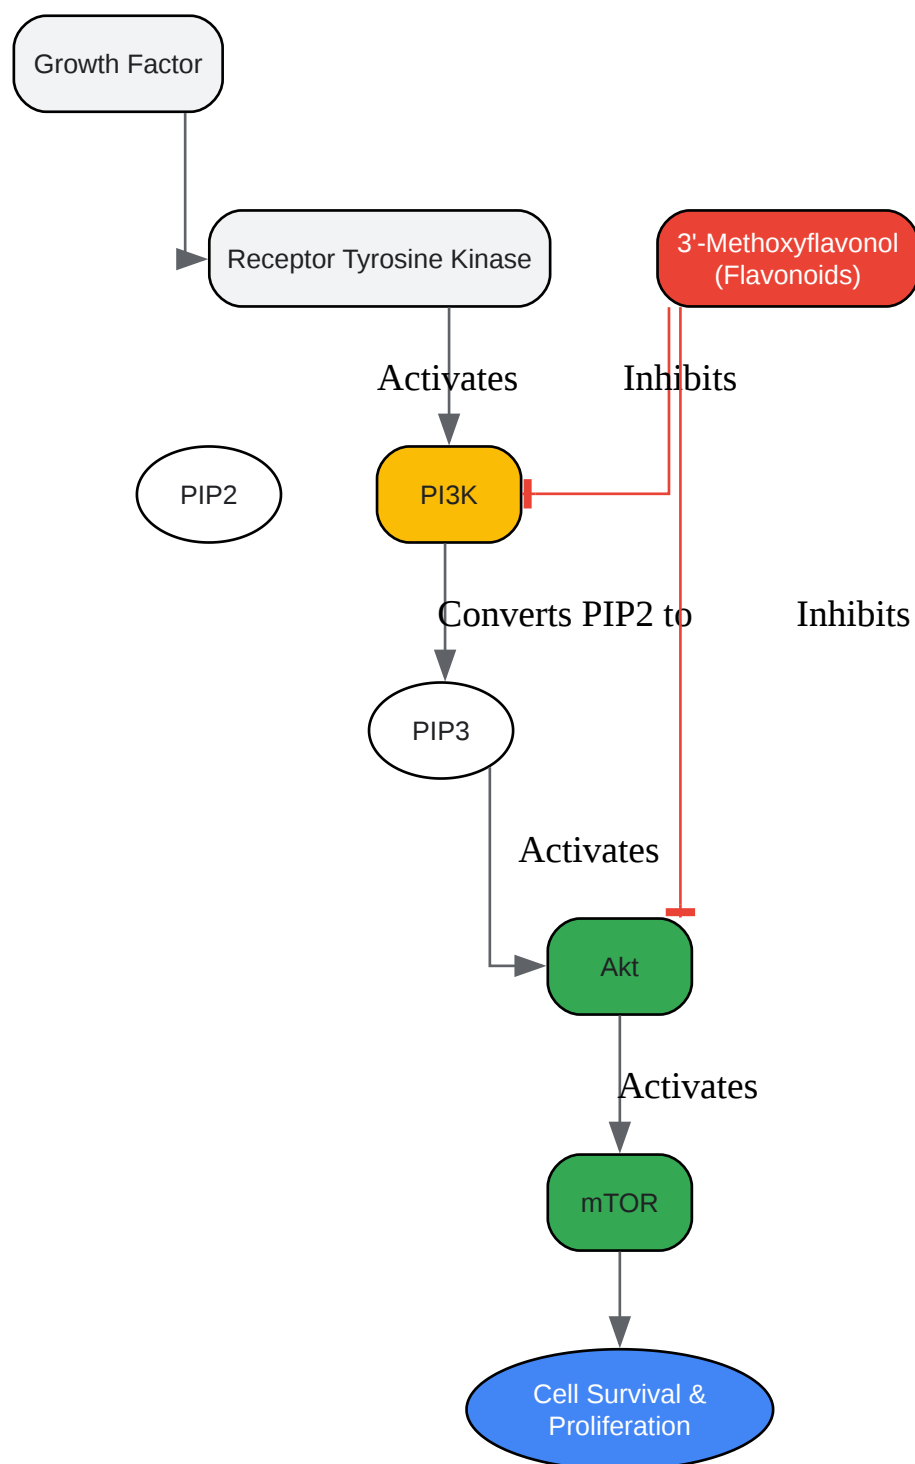 Growth Factor
Receptor Tyrosine Kinase
3'-Methoxyflavonol
(Flavonoids)
Activates
Inhibits
PIP2
PI3K
Converts PIP2 to
Inhibits
PIP3
Activates
Akt
Activates
mTOR
Cell Survival &
Proliferation